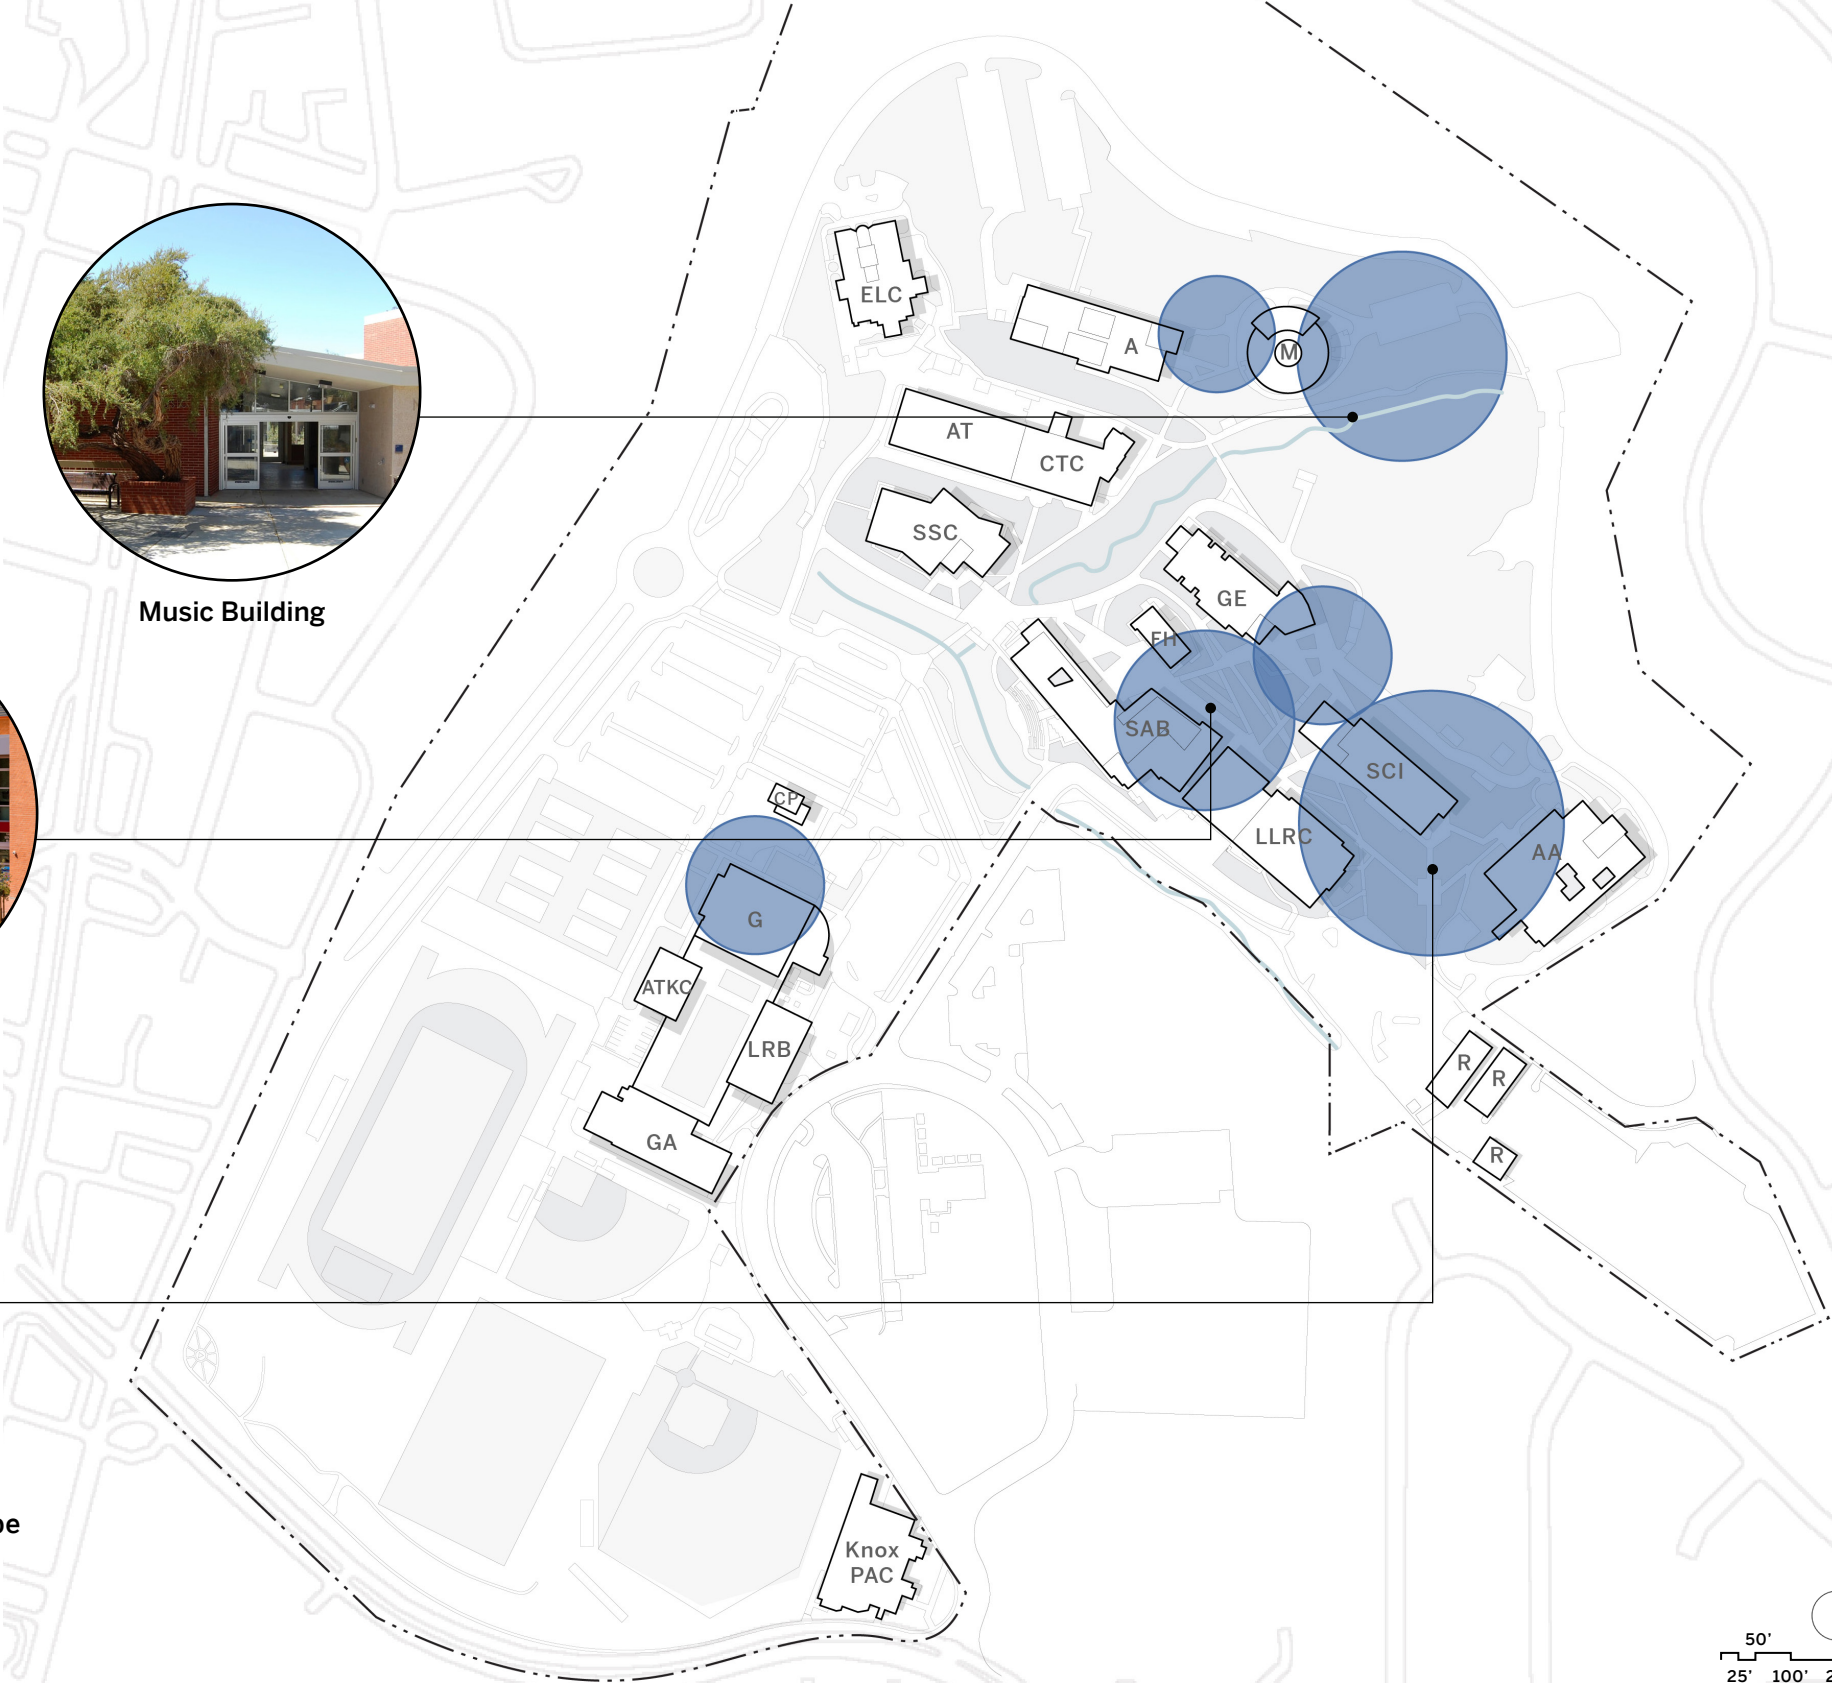 ELC
A
M
AT
CTC
SSC
GE
FH
Music Building
SAB
SCI
CP
LLRC
AA
G
ATKC
LRB
R
R
GA
R
Knox
PAC
50'
25' 100'